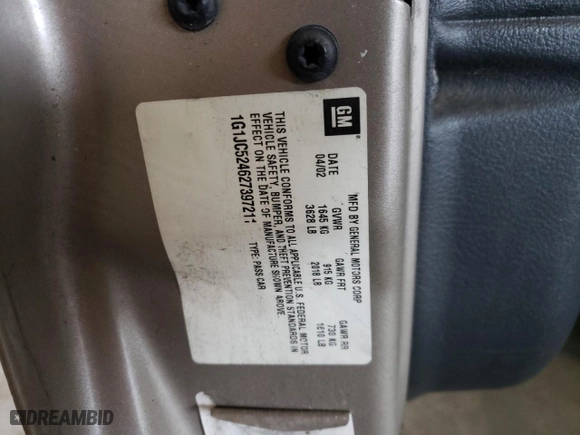 GM
MFD BY GENERAL MOTORS CORP
DATE GVWR GAWR FRT GAWR RR
04/02 1645 KG 915 KG 730 KG
3628 LB 2018 LB 1610 LB
THIS VEHICLE CONFORMS TO ALL APPLICABLE U.S. FEDERAL MOTOR
VEHICLE SAFETY, BUMPER, AND THEFT PREVENTION STANDARDS IN
EFFECT ON THE DATE OF MANUFACTURE SHOWN ABOVE.
1G1JC524627397211 TYPE: PASS CAR
DREAMBID